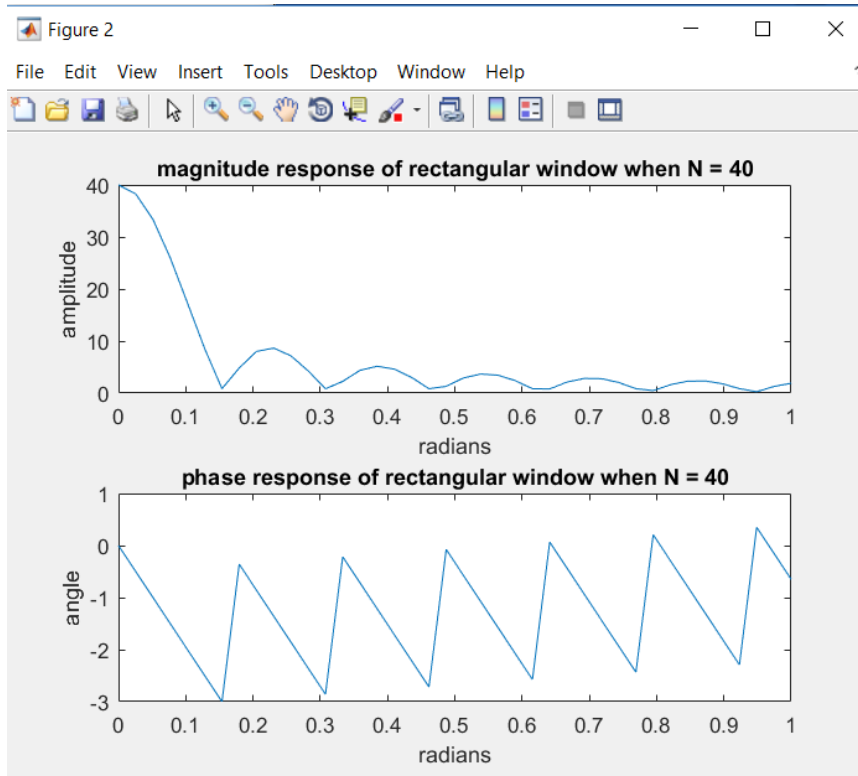 Figure 2
File Edit View Insert Tools Desktop Window Help
magnitude response of rectangular window when N = 40
40
30
20
10
0
amplitude
0 0.1 0.2 0.3 0.4 0.5 0.6 0.7 0.8 0.9 1
radians
phase response of rectangular window when N = 40
1
0
-1
-2
-3
angle
0 0.1 0.2 0.3 0.4 0.5 0.6 0.7 0.8 0.9 1
radians